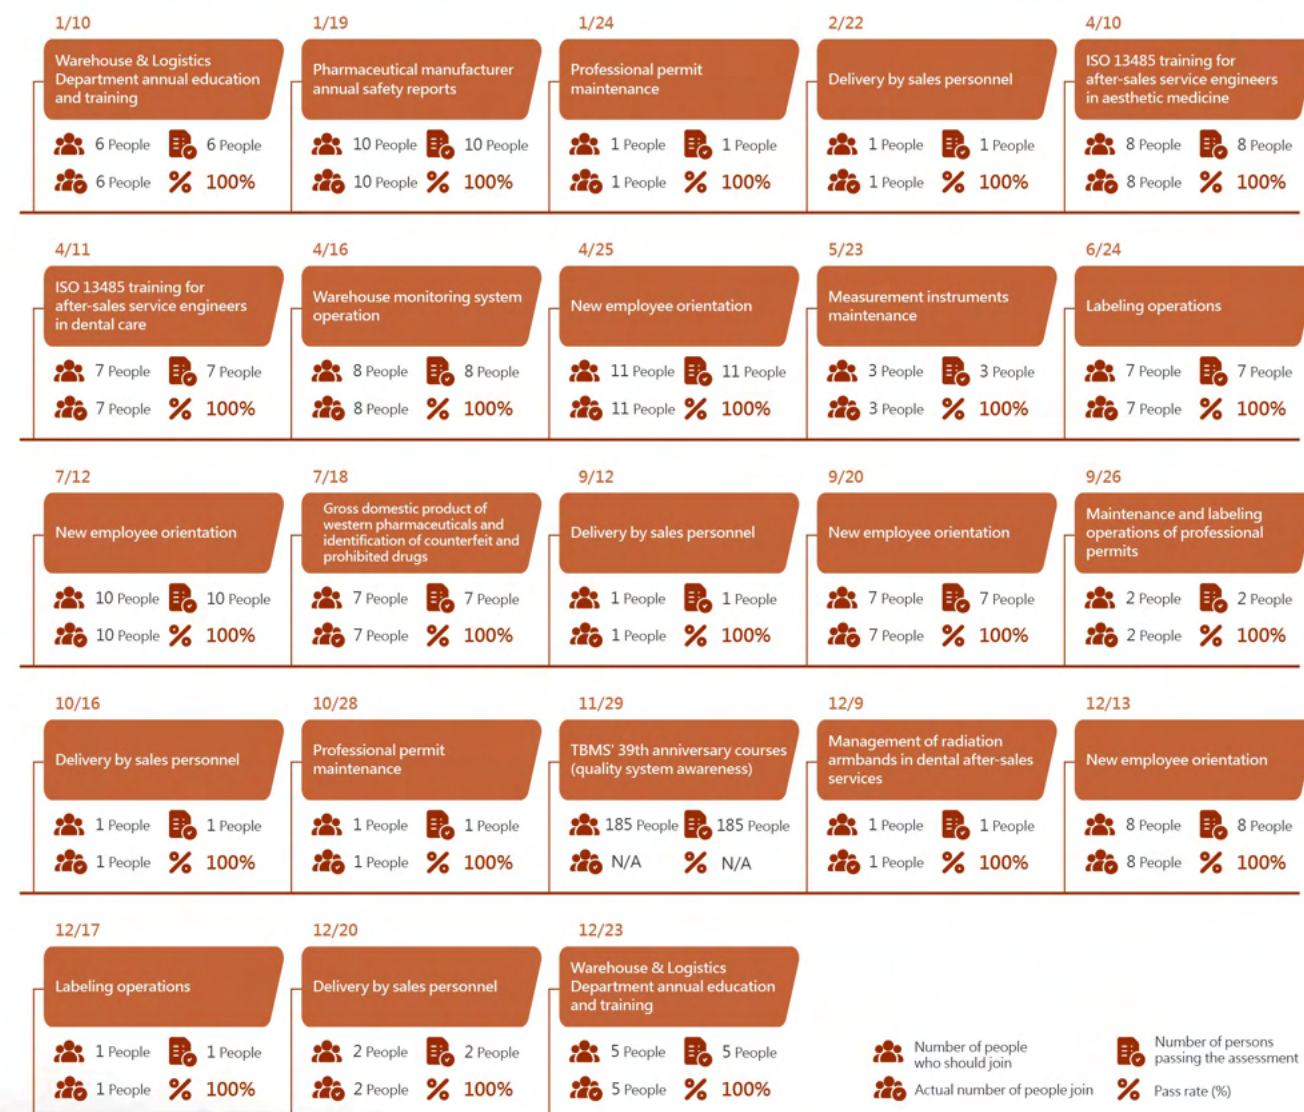 1/10
Warehouse & Logistics
Department annual education
and training
6 People
6 People
6 People
100%
1/19
Pharmaceutical manufacturer
annual safety reports
10 People
10 People
10 People
100%
1/24
Professional permit
maintenance
1 People
1 People
1 People
100%
2/22
Delivery by sales personnel
1 People
1 People
1 People
100%
4/10
ISO 13485 training for
after-sales service engineers
in aesthetic medicine
8 People
8 People
8 People
100%
4/11
ISO 13485 training for
after-sales service engineers
in dental care
7 People
7 People
7 People
100%
4/16
Warehouse monitoring system
operation
8 People
8 People
8 People
100%
4/25
New employee orientation
11 People
11 People
11 People
100%
5/23
Measurement instruments
maintenance
3 People
3 People
3 People
100%
6/24
Labeling operations
7 People
7 People
7 People
100%
7/12
New employee orientation
10 People
10 People
10 People
100%
7/18
Gross domestic product of
western pharmaceuticals and
identification of counterfeit and
prohibited drugs
7 People
7 People
7 People
100%
9/12
Delivery by sales personnel
1 People
1 People
1 People
100%
9/20
New employee orientation
7 People
7 People
7 People
100%
9/26
Maintenance and labeling
operations of professional
permits
2 People
2 People
2 People
100%
10/16
Delivery by sales personnel
1 People
1 People
1 People
100%
10/28
Professional permit
maintenance
1 People
1 People
1 People
100%
11/29
TBMS' 39th anniversary courses
(quality system awareness)
185 People
185 People
N/A
N/A
12/9
Management of radiation
armbands in dental after-sales
services
1 People
1 People
1 People
100%
12/13
New employee orientation
8 People
8 People
8 People
100%
12/17
Labeling operations
1 People
1 People
1 People
100%
12/20
Delivery by sales personnel
2 People
2 People
2 People
100%
12/23
Warehouse & Logistics
Department annual education
and training
5 People
5 People
5 People
100%
Number of people
who should join
Number of persons
passing the assessment
Actual number of people join
% Pass rate (%)